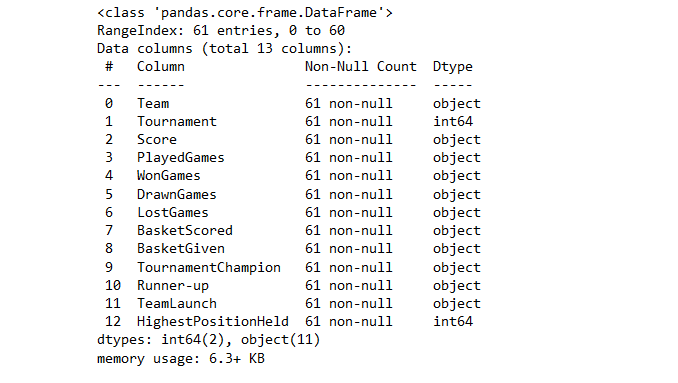 <class 'pandas.core.frame.DataFrame'>
RangeIndex: 61 entries, 0 to 60
Data columns (total 13 columns):
 #   Column               Non-Null Count  Dtype
---  ------               --------------  -----
 0   Team                 61 non-null     object
 1   Tournament           61 non-null     int64
 2   Score                61 non-null     object
 3   PlayedGames          61 non-null     object
 4   WonGames             61 non-null     object
 5   DrawnGames           61 non-null     object
 6   LostGames            61 non-null     object
 7   BasketScored         61 non-null     object
 8   BasketGiven          61 non-null     object
 9   TournamentChampion   61 non-null     object
 10  Runner-up            61 non-null     object
 11  TeamLaunch           61 non-null     object
 12  HighestPositionHeld  61 non-null     int64
dtypes: int64(2), object(11)
memory usage: 6.3+ KB